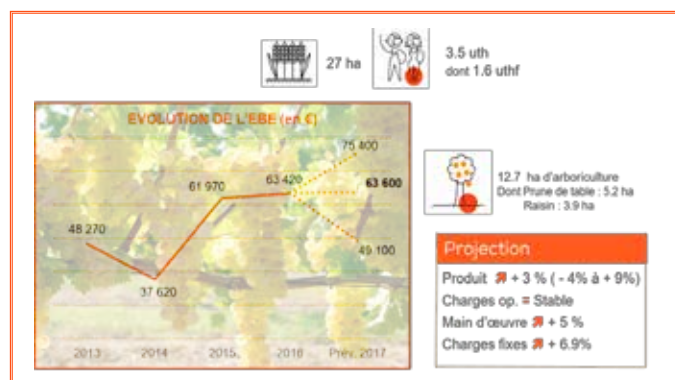 27 ha
3.5 uth
dont 1.6 uthf
EVOLUTION DE L'EBE (en €)
75 400
61 970
63 420
63 600
48 270
49 100
37 620
2013
2014
2015
2016
Prév. 2017
12.7 ha d'arboriculture
Dont Prune de table : 5.2 ha
Raisin : 3.9 ha
Projection
Produit + 3 % ( - 4% à + 9%)
Charges op. = Stable
Main d'œuvre + 5 %
Charges fixes + 6.9%